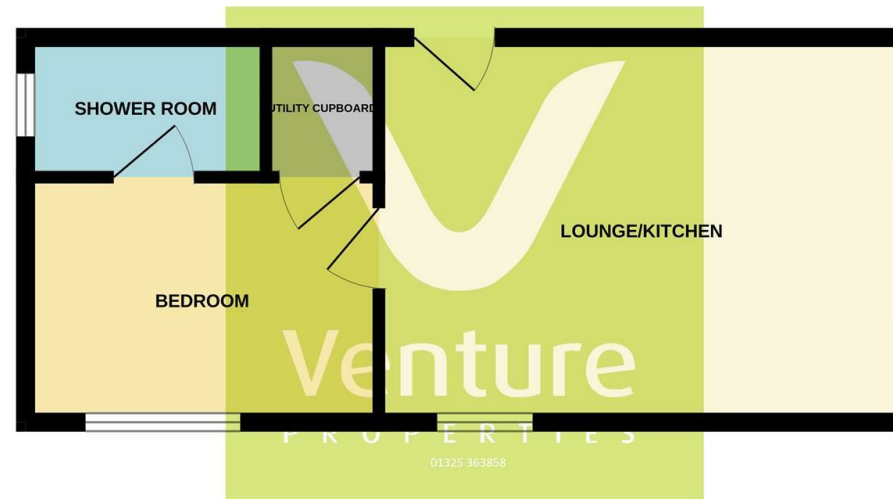 SHOWER ROOM
UTILITY CUPBOARD
LOUNGE/KITCHEN
BEDROOM
Venture
PROPERTIES
01325 363858